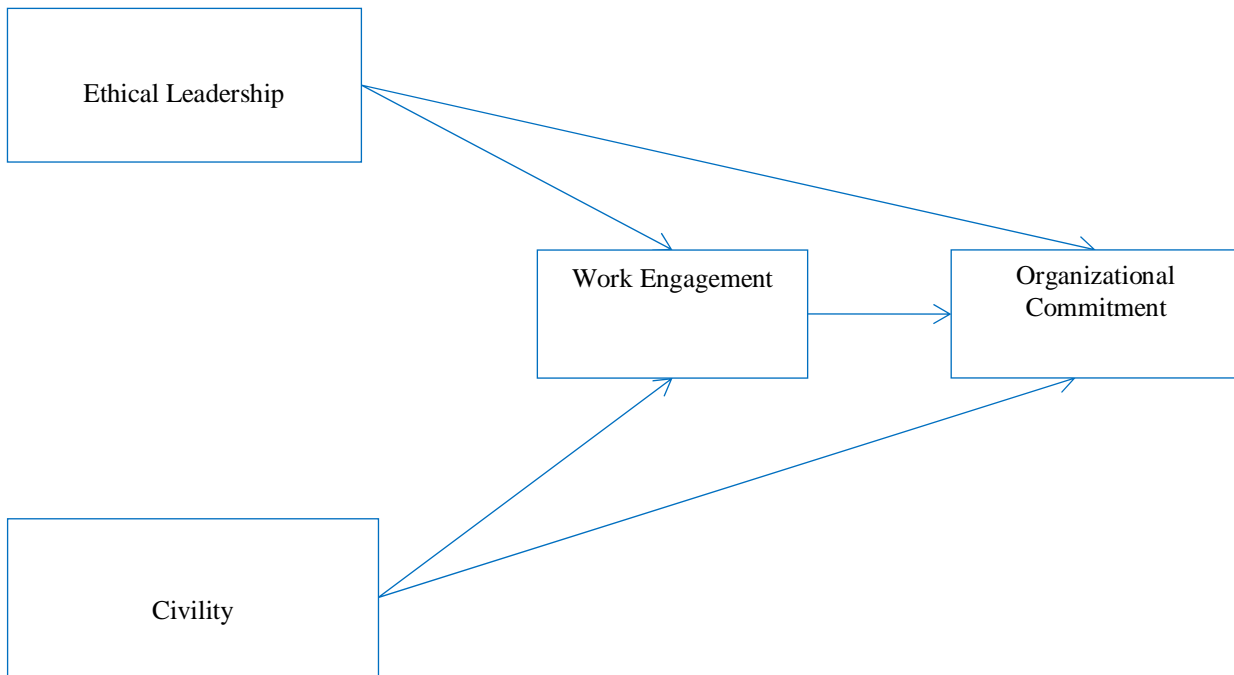 Ethical Leadership
Work Engagement
Organizational
Commitment
Civility